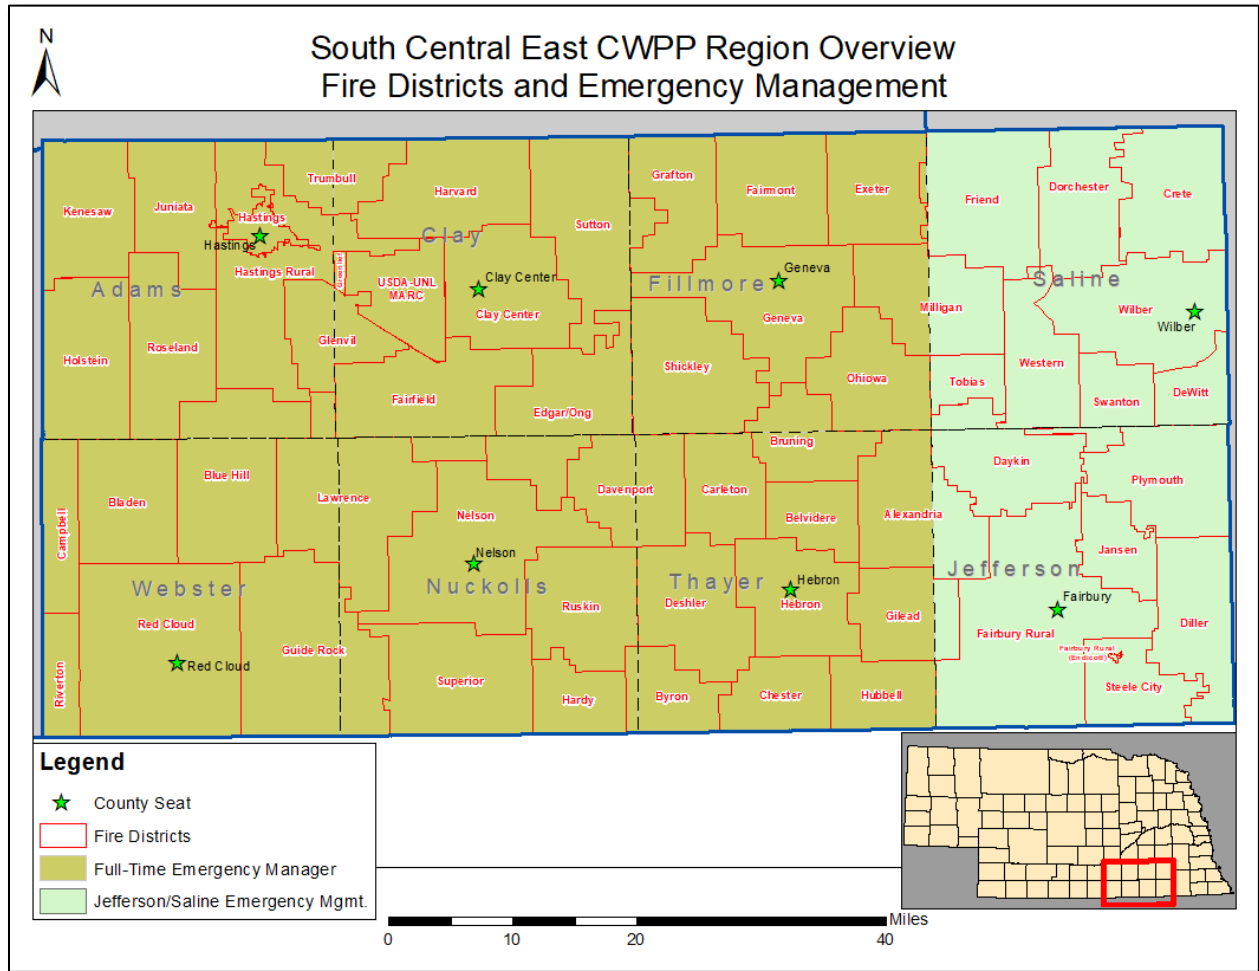 N
South Central East CWPP Region Overview
Fire Districts and Emergency Management
Trumbull
Harvard
Grafton
Fairmont
Exeter
Friend
Dorchester
Crete
Kenesaw
Juniata
Hastings
Hastings
Sutton
Clay
Hastings Rural
Greenleaf
USDA-UNL
MARC
Clay Center
Clay Center
Geneva
Fillmore
Geneva
Saline
Adams
Milligan
Wilber
Wilber
Holstein
Roseland
Glenvil
Shickley
Ohiowa
Western
Tobias
Swanton
DeWitt
Fairfield
Edgar/Ong
Bruning
Daykin
Plymouth
Campbell
Bladen
Blue Hill
Lawrence
Nelson
Davenport
Carleton
Belvidere
Alexandria
Jansen
Nelson
Webster
Nuckolls
Thayer
Hebron
Hebron
Jefferson
Fairbury
Red Cloud
Guide Rock
Ruskin
Deshler
Gilead
Fairbury Rural
Diller
Fairbury Rural
(Endicott)
Red Cloud
Riverton
Superior
Hardy
Byron
Chester
Hubbell
Steele City
Legend
County Seat
Fire Districts
Full-Time Emergency Manager
Jefferson/Saline Emergency Mgmt.
Miles
0 10 20 40